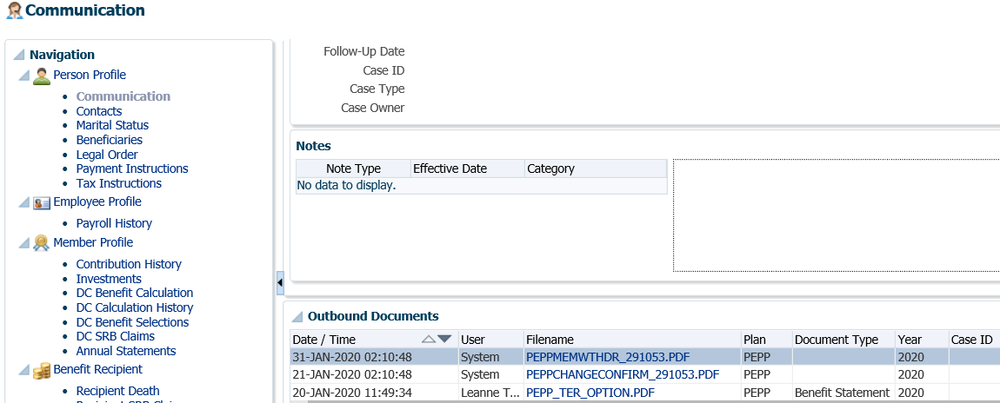 Communication
Navigation
Person Profile
Communication
Contacts
Marital Status
Beneficiaries
Legal Order
Payment Instructions
Tax Instructions
Employee Profile
Payroll History
Member Profile
Contribution History
Investments
DC Benefit Calculation
DC Calculation History
DC Benefit Selections
DC SRB Claims
Annual Statements
Benefit Recipient
Recipient Death
Follow-Up Date
Case ID
Case Type
Case Owner
Notes
Note Type Effective Date Category
No data to display.
Outbound Documents
Date / Time User Filename Plan Document Type Year Case ID
31-JAN-2020 02:10:48 System PEPPMEMWTHDR_291053.PDF PEPP 2020
21-JAN-2020 02:10:48 System PEPPCHANGECONFIRM_291053.PDF PEPP 2020
20-JAN-2020 11:49:34 Leanne T... PEPP_TER_OPTION.PDF PEPP Benefit Statement 2020